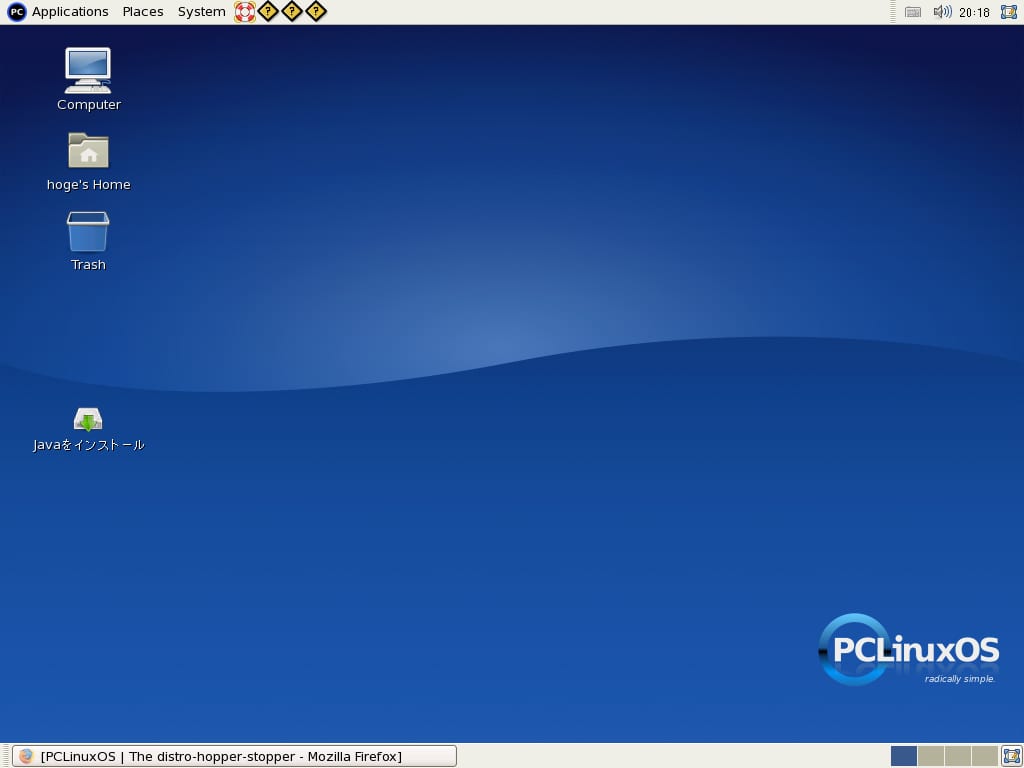 PC Applications Places System ? ? ? 20:18
Computer
hoge's Home
Trash
Javaをインストール
PCLinuxOS
radically simple.
[PCLinuxOS | The distro-hopper-stopper - Mozilla Firefox]